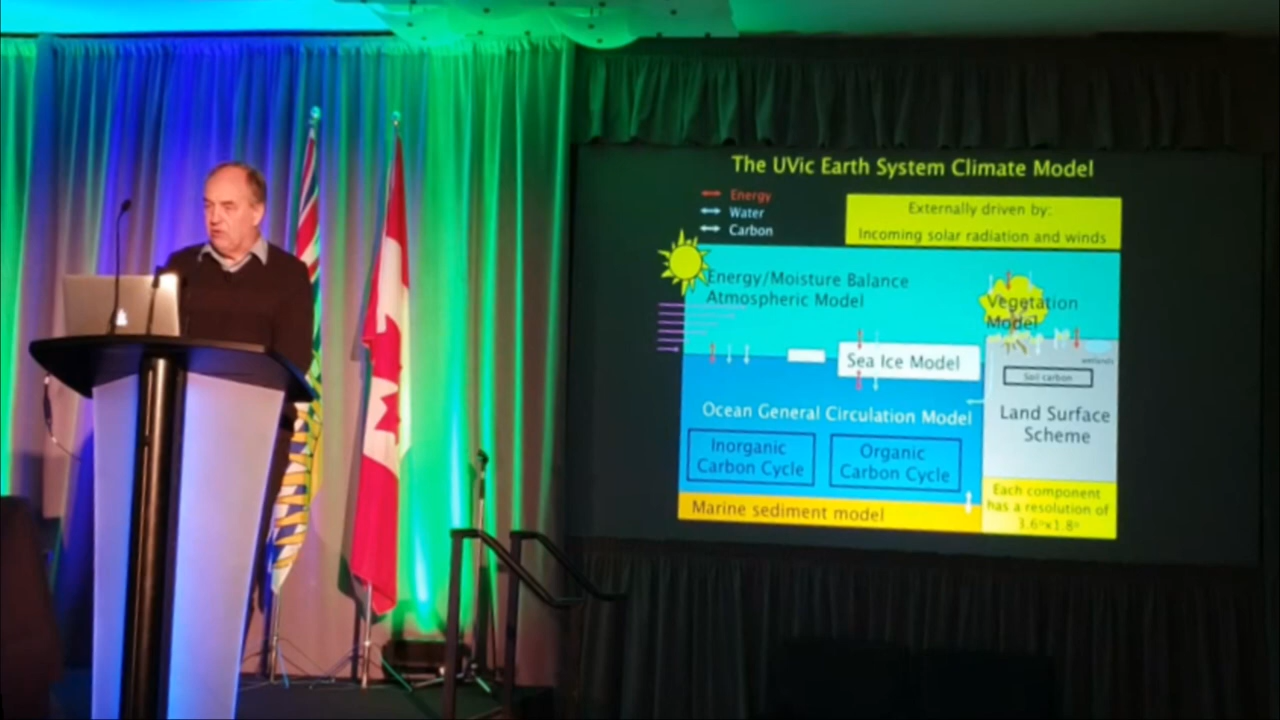 The UVic Earth System Climate Model
Energy
Water
Carbon
Externally driven by:
Incoming solar radiation and winds
Energy/Moisture Balance
Atmospheric Model
Vegetation
Model
Sea Ice Model
wetlands
Soil carbon
Ocean General Circulation Model
Land Surface
Scheme
Inorganic
Carbon Cycle
Organic
Carbon Cycle
Marine sediment model
Each component
has a resolution of
3.6°x1.8°